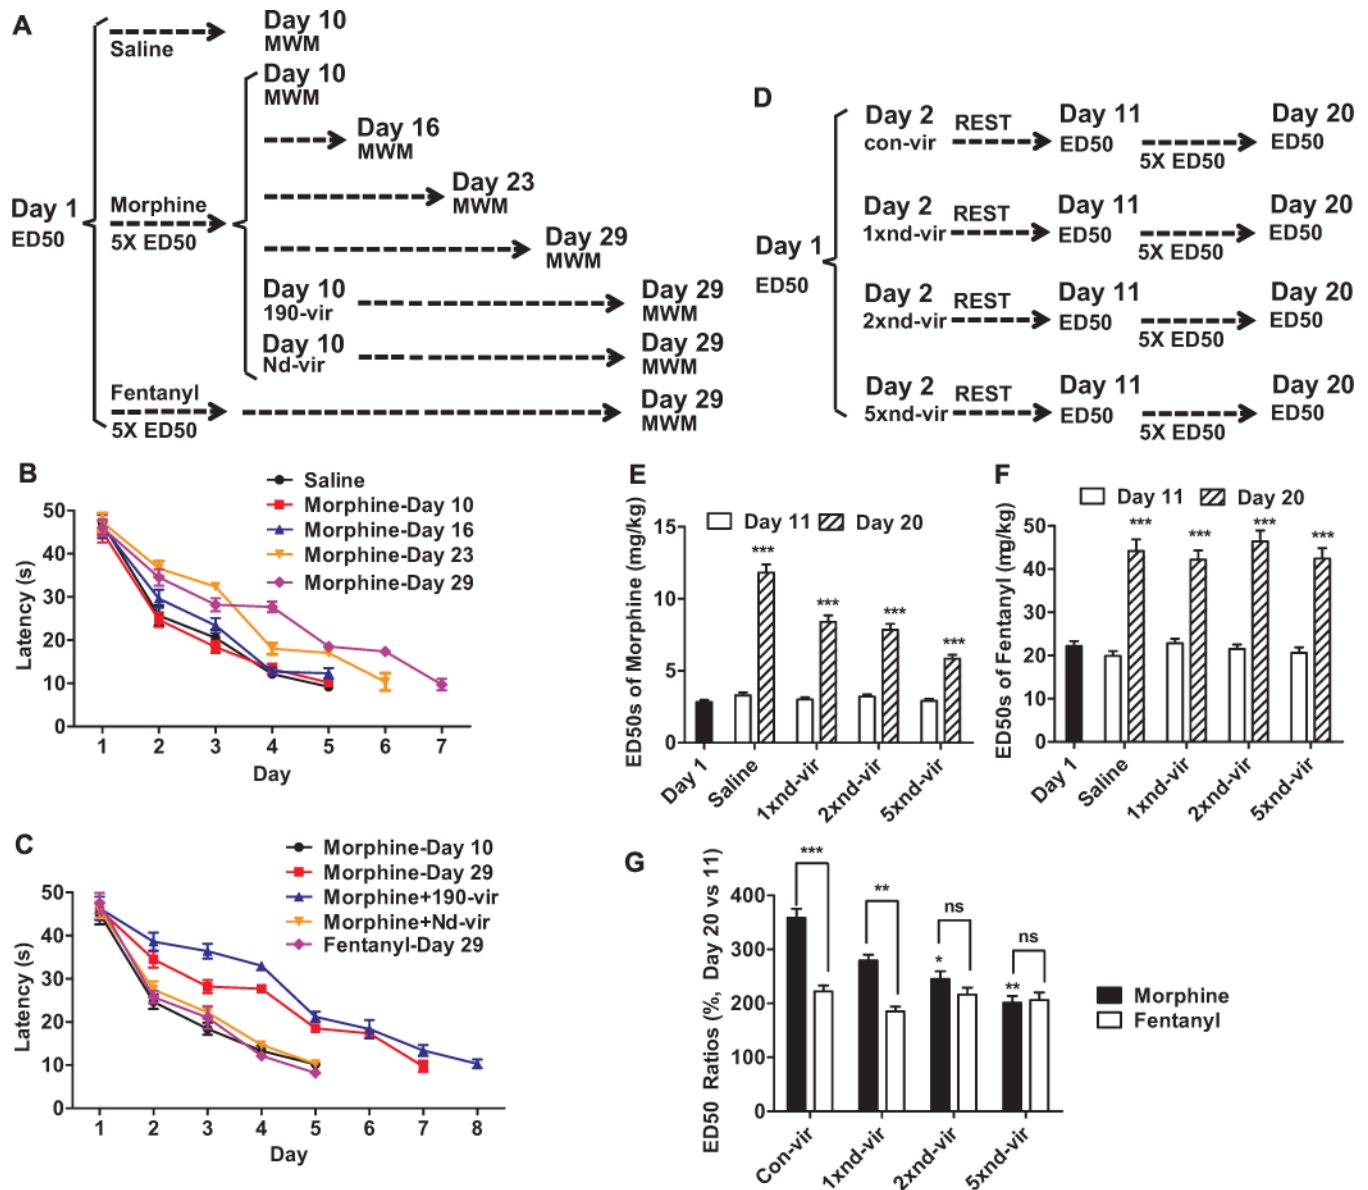 A
Saline
Day 10
MWM
Day 10
MWM
Day 16
MWM
Day 23
MWM
Day 1
ED50
Morphine
5X ED50
Day 29
MWM
Day 10
190-vir
Day 29
MWM
Day 10
Nd-vir
Day 29
MWM
Fentanyl
5X ED50
Day 29
MWM
D
Day 1
ED50
Day 2
con-vir
REST
Day 11
ED50
5X ED50
Day 20
ED50
Day 2
1xnd-vir
REST
Day 11
ED50
5X ED50
Day 20
ED50
Day 2
2xnd-vir
REST
Day 11
ED50
5X ED50
Day 20
ED50
Day 2
5xnd-vir
REST
Day 11
ED50
5X ED50
Day 20
ED50
B
Saline
Morphine-Day 10
Morphine-Day 16
Morphine-Day 23
Morphine-Day 29
Latency (s)
50
40
30
20
10
0
1 2 3 4 5 6 7
Day
C
Morphine-Day 10
Morphine-Day 29
Morphine+190-vir
Morphine+Nd-vir
Fentanyl-Day 29
Latency (s)
50
40
30
20
10
0
1 2 3 4 5 6 7 8
Day
E
Day 11 Day 20
ED50s of Morphine (mg/kg)
15
10
5
0
*** *** *** ***
Day 1 Saline 1xnd-vir 2xnd-vir 5xnd-vir
F
Day 11 Day 20
ED50s of Fentanyl (mg/kg)
50
40
30
20
10
0
*** *** *** ***
Day 1 Saline 1xnd-vir 2xnd-vir 5xnd-vir
G
ED50 Ratios (%, Day 20 vs 11)
400
300
200
100
0
*** ** ns ns
* **
Con-vir 1xnd-vir 2xnd-vir 5xnd-vir
Morphine
Fentanyl